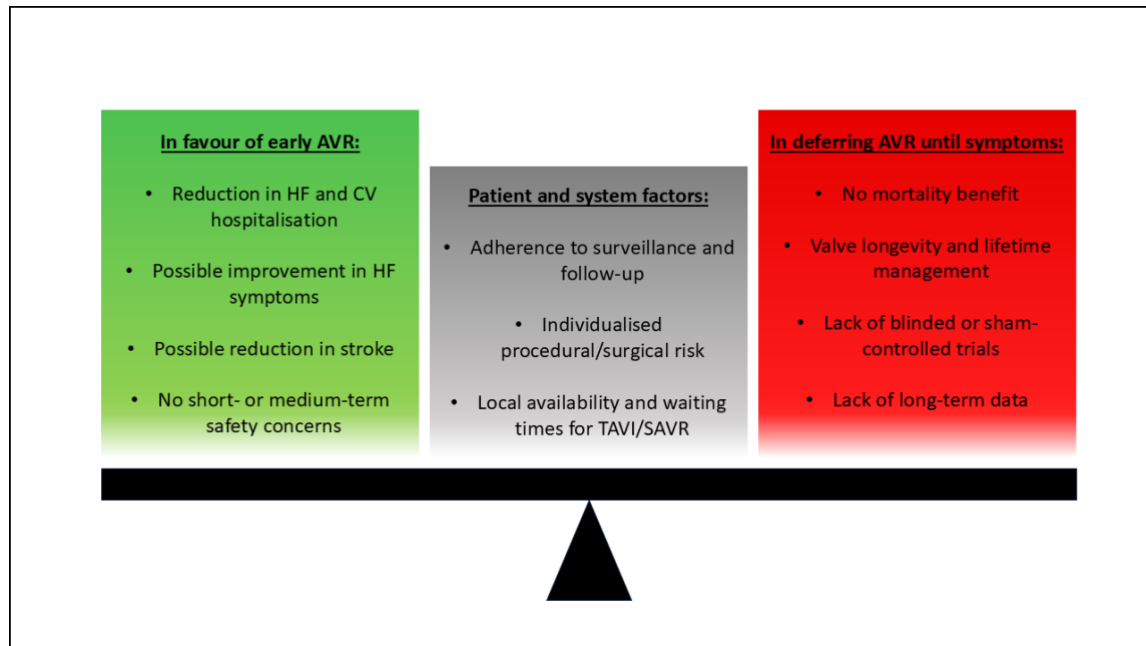 In favour of early AVR:
• Reduction in HF and CV
hospitalisation
• Possible improvement in HF
symptoms
• Possible reduction in stroke
• No short- or medium-term
safety concerns
Patient and system factors:
• Adherence to surveillance and
follow-up
• Individualised
procedural/surgical risk
• Local availability and waiting
times for TAVI/SAVR
In deferring AVR until symptoms:
• No mortality benefit
• Valve longevity and lifetime
management
• Lack of blinded or sham-
controlled trials
• Lack of long-term data